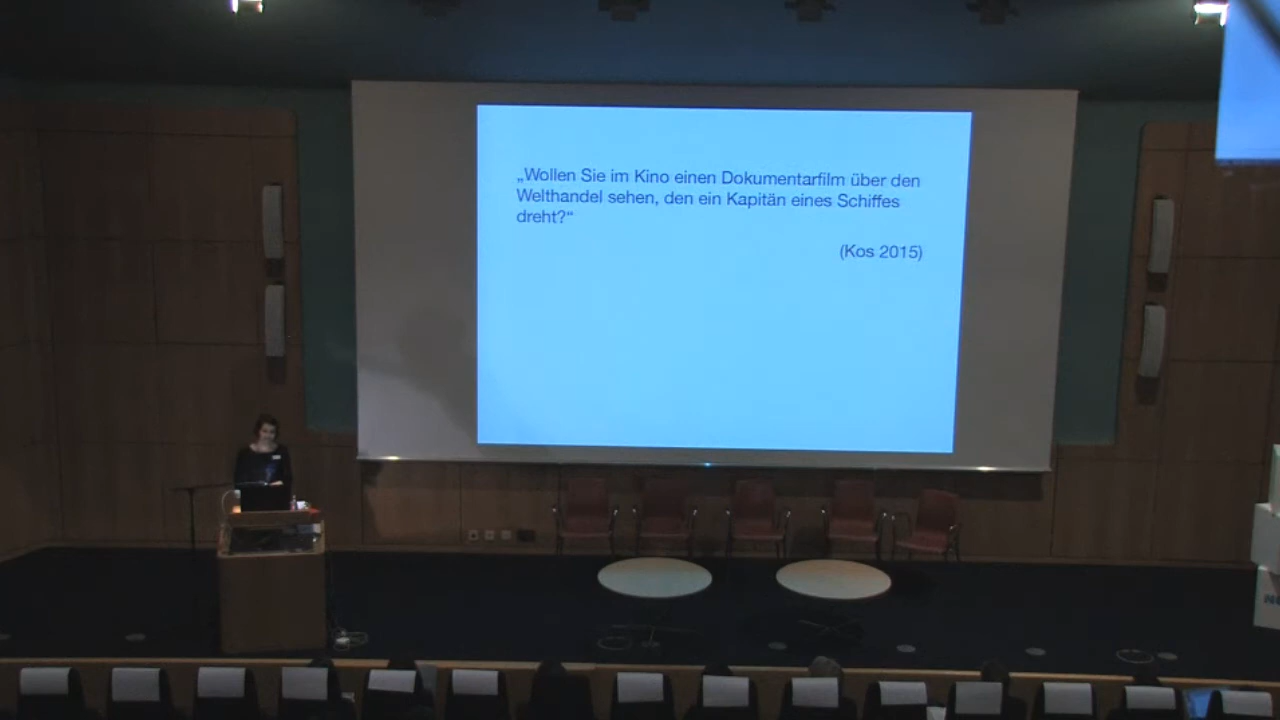 „Wollen Sie im Kino einen Dokumentarfilm über den
Welthandel sehen, den ein Kapitän eines Schiffes
dreht?“
(Kos 2015)